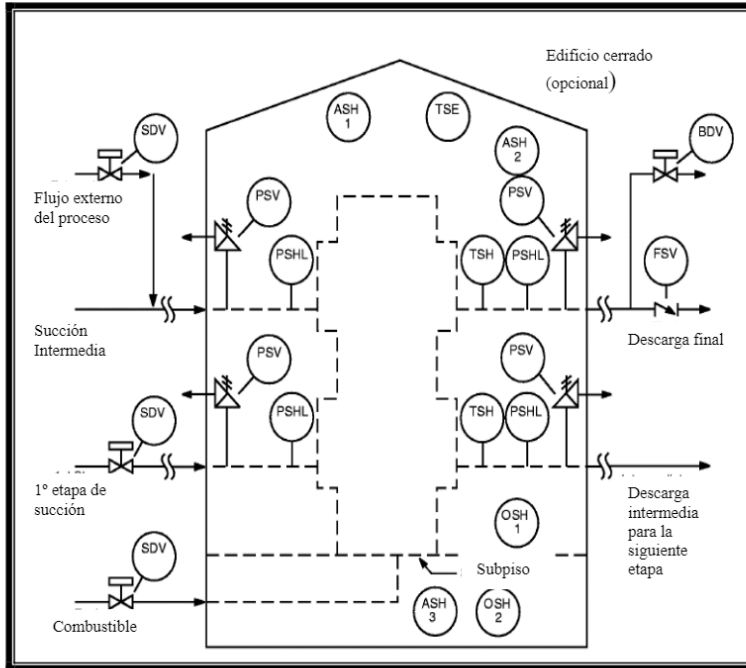 Edificio cerrado
(opcional)
ASH
1
TSE
SDV
ASH
2
BDV
Flujo externo
del proceso
PSV
PSV
PSHL
TSH
PSHL
FSV
Succión
Intermedia
Descarga final
PSV
PSV
SDV
PSHL
TSH
PSHL
1º etapa de
succión
Descarga
intermedia
para la
siguiente
etapa
OSH
1
SDV
Subpiso
Combustible
ASH
3
OSH
2